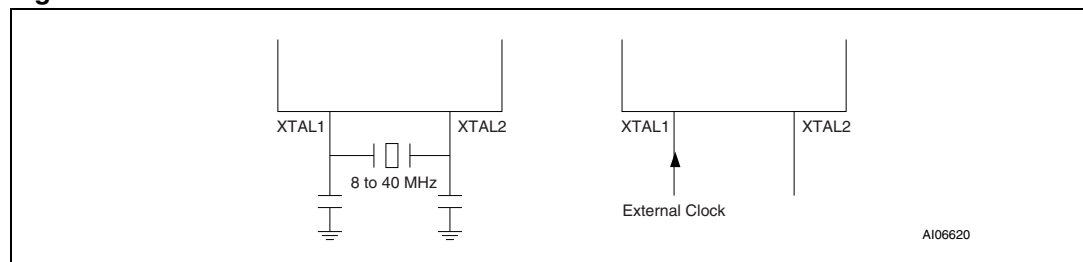 XTAL1 XTAL2
8 to 40 MHz
XTAL1 XTAL2
External Clock
AI06620